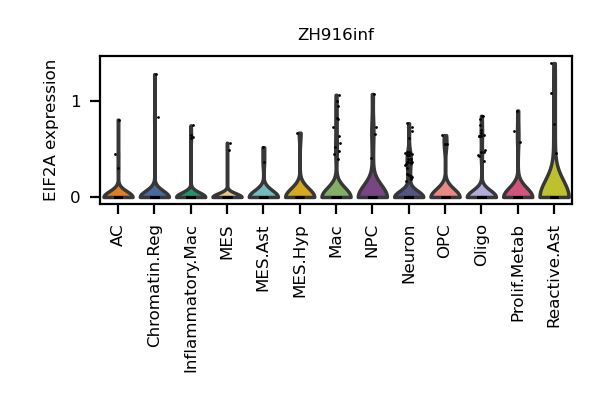 ZH916inf
EIF2A expression
1
0
AC
Chromatin.Reg
Inflammatory.Mac
MES
MES.Ast
MES.Hyp
Mac
NPC
Neuron
OPC
Oligo
Prolif.Metab
Reactive.Ast